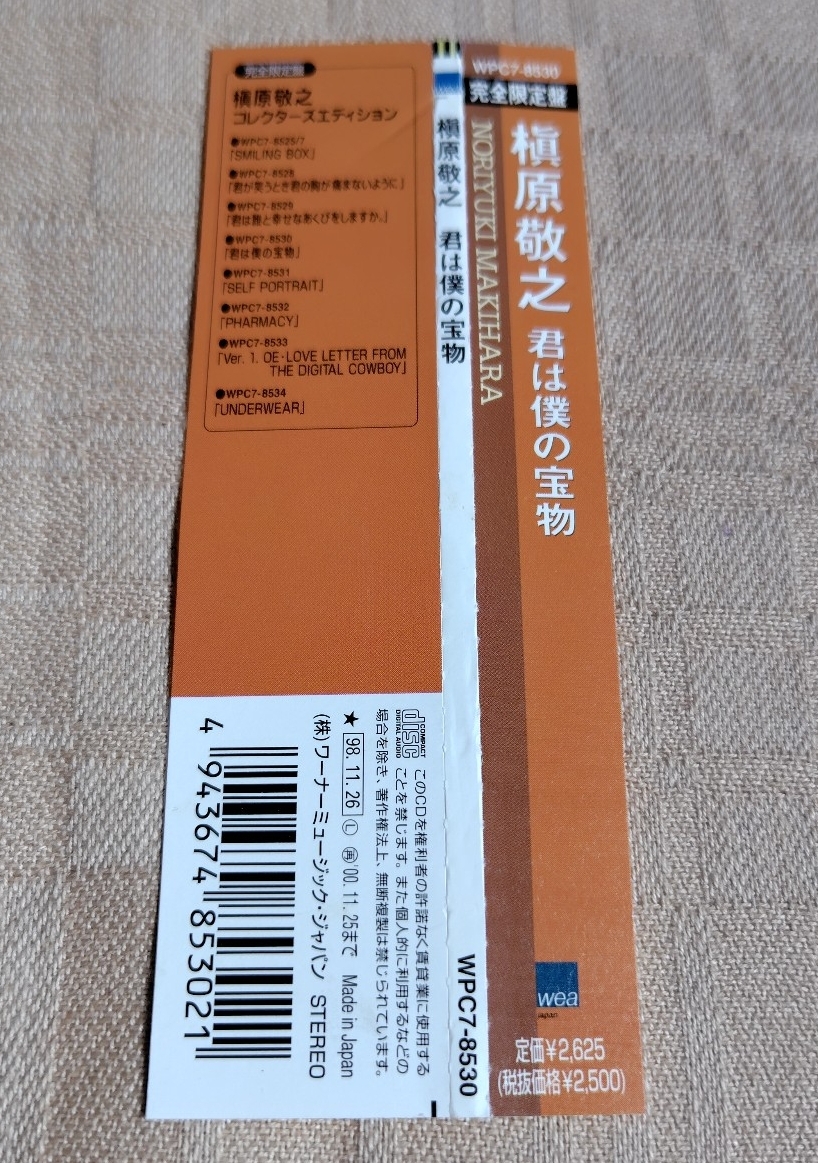 WPC7-8530
完全限定盤
槇原敬之 君は僕の宝物
NORIYUKI MAKIHARA
wea
japan
定価¥2,625
(税抜価格¥2,500)
槇原敬之 君は僕の宝物
WPC7-8530
完全限定盤
槇原敬之
コレクターズエディション
●WPC7-8525/7
「SMILING BOX」
●WPC7-8528
「君が笑うとき君の胸が痛まないように」
●WPC7-8529
「君は誰と幸せなあくびをしますか。」
●WPC7-8530
「君は僕の宝物」
●WPC7-8531
「SELF PORTRAIT」
●WPC7-8532
「PHARMACY」
●WPC7-8533
「Ver. 1. OE・LOVE LETTER FROM
THE DIGITAL COWBOY」
●WPC7-8534
「UNDERWEAR」
COMPACT
disc
DIGITAL AUDIO
このCDを権利者の許諾なく賃貸業に使用する
ことを禁じます。また個人的に利用するなどの
場合を除き、著作権法上、無断複製は禁じられています。
★ 98.11.26 Ⓛ ㊥'00.11.25まで Made in Japan
(株)ワーナーミュージック・ジャパン STEREO
4 943674 853021